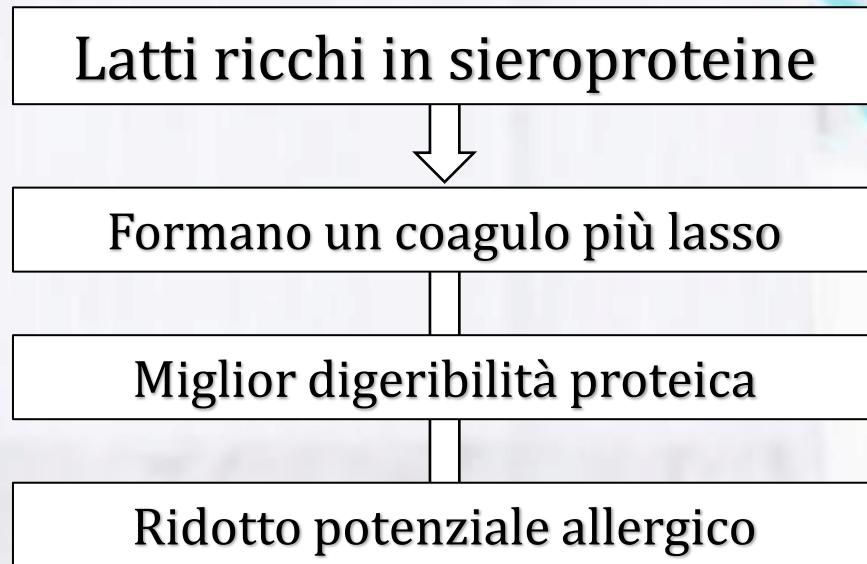 Latti ricchi in sieroproteine
Formano un coagulo più lasso
Miglior digeribilità proteica
Ridotto potenziale allergico